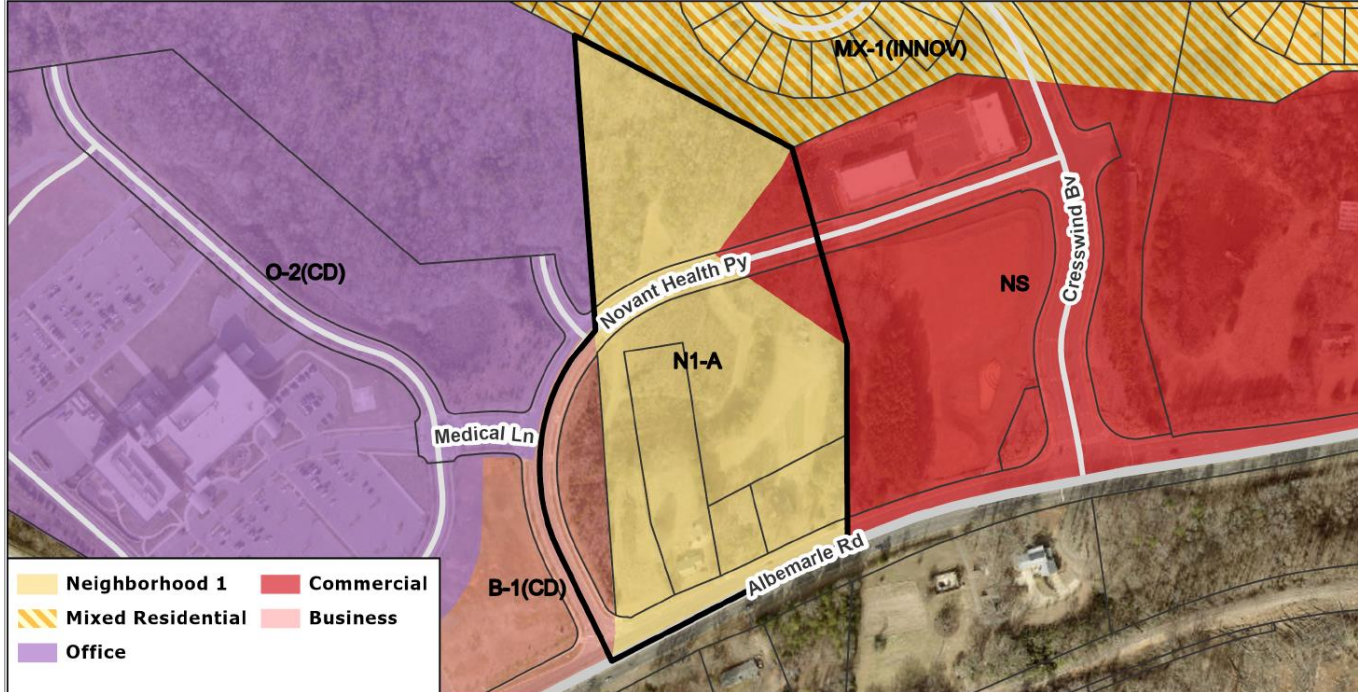 MX-1(INNOV)
O-2(CD)
Novant Health Py
NS
Cresswind Bv
N1-A
Medical Ln
Albemarle Rd
B-1(CD)
Neighborhood 1
Commercial
Mixed Residential
Business
Office